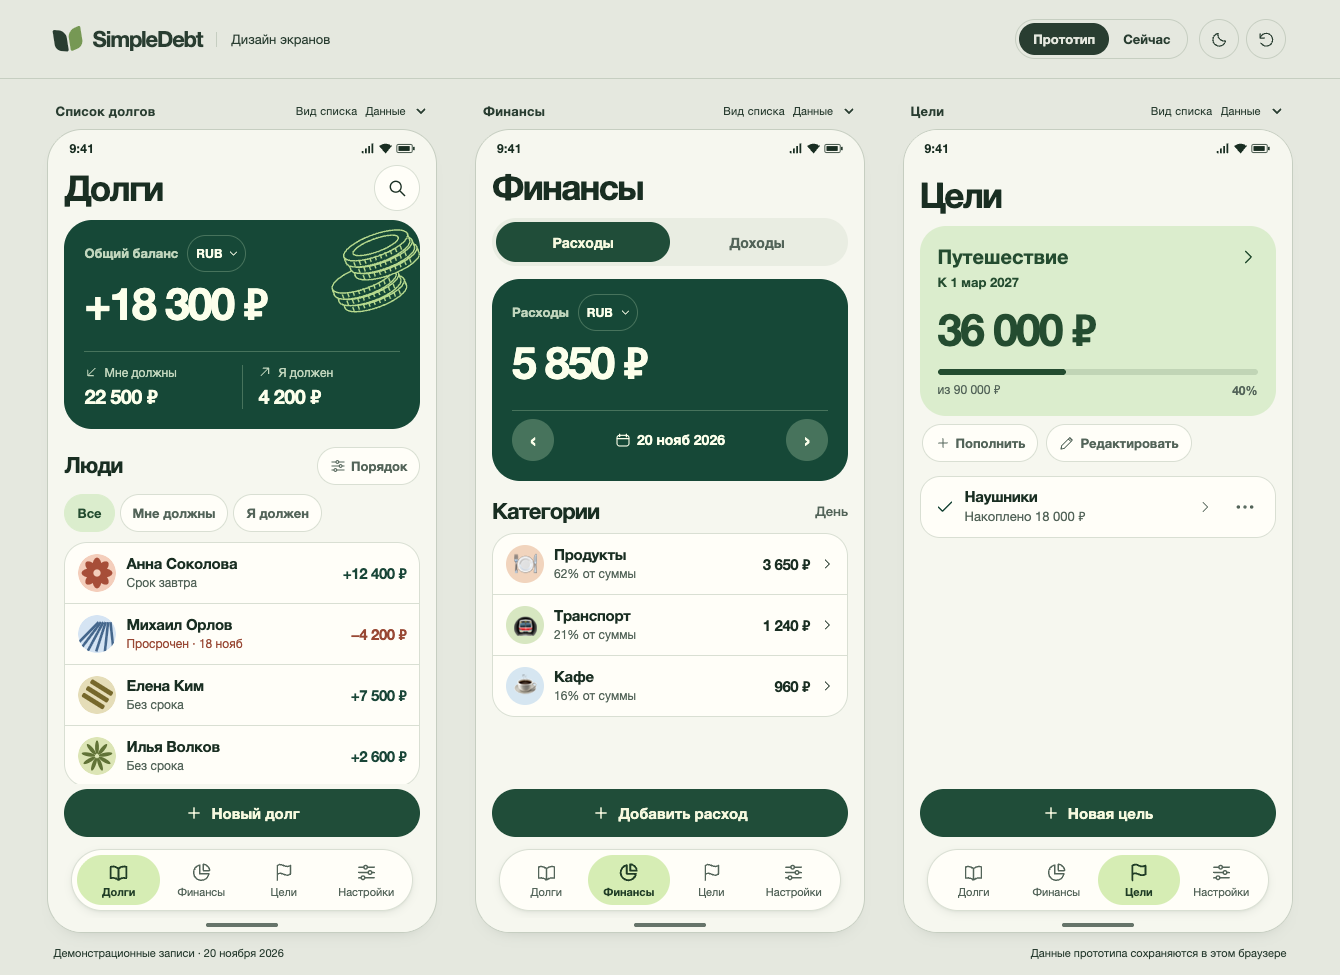 SimpleDebt
Дизайн экранов
Прототип
Сейчас
Список долгов
Вид списка
Данные
9:41
Долги
Общий баланс
RUB
+18 300 ₽
Мне должны
22 500 ₽
Я должен
4 200 ₽
Люди
Порядок
Все
Мне должны
Я должен
Анна Соколова
Срок завтра
+12 400 ₽
Михаил Орлов
Просрочен · 18 нояб
−4 200 ₽
Елена Ким
Без срока
+7 500 ₽
Илья Волков
Без срока
+2 600 ₽
+ Новый долг
Долги
Финансы
Цели
Настройки
Финансы
Вид списка
Данные
9:41
Финансы
Расходы
Доходы
Расходы
RUB
5 850 ₽
20 нояб 2026
Категории
День
Продукты
62% от суммы
3 650 ₽
Транспорт
21% от суммы
1 240 ₽
Кафе
16% от суммы
960 ₽
+ Добавить расход
Долги
Финансы
Цели
Настройки
Цели
Вид списка
Данные
9:41
Цели
Путешествие
К 1 мар 2027
36 000 ₽
из 90 000 ₽
40%
+ Пополнить
Редактировать
Наушники
Накоплено 18 000 ₽
+ Новая цель
Долги
Финансы
Цели
Настройки
Демонстрационные записи · 20 ноября 2026
Данные прототипа сохраняются в этом браузере